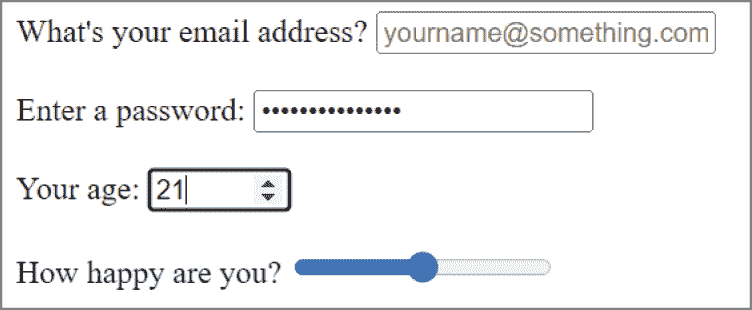 What's your email address? yourname@something.com
Enter a password: •••••••••••••••
Your age: 21
How happy are you?